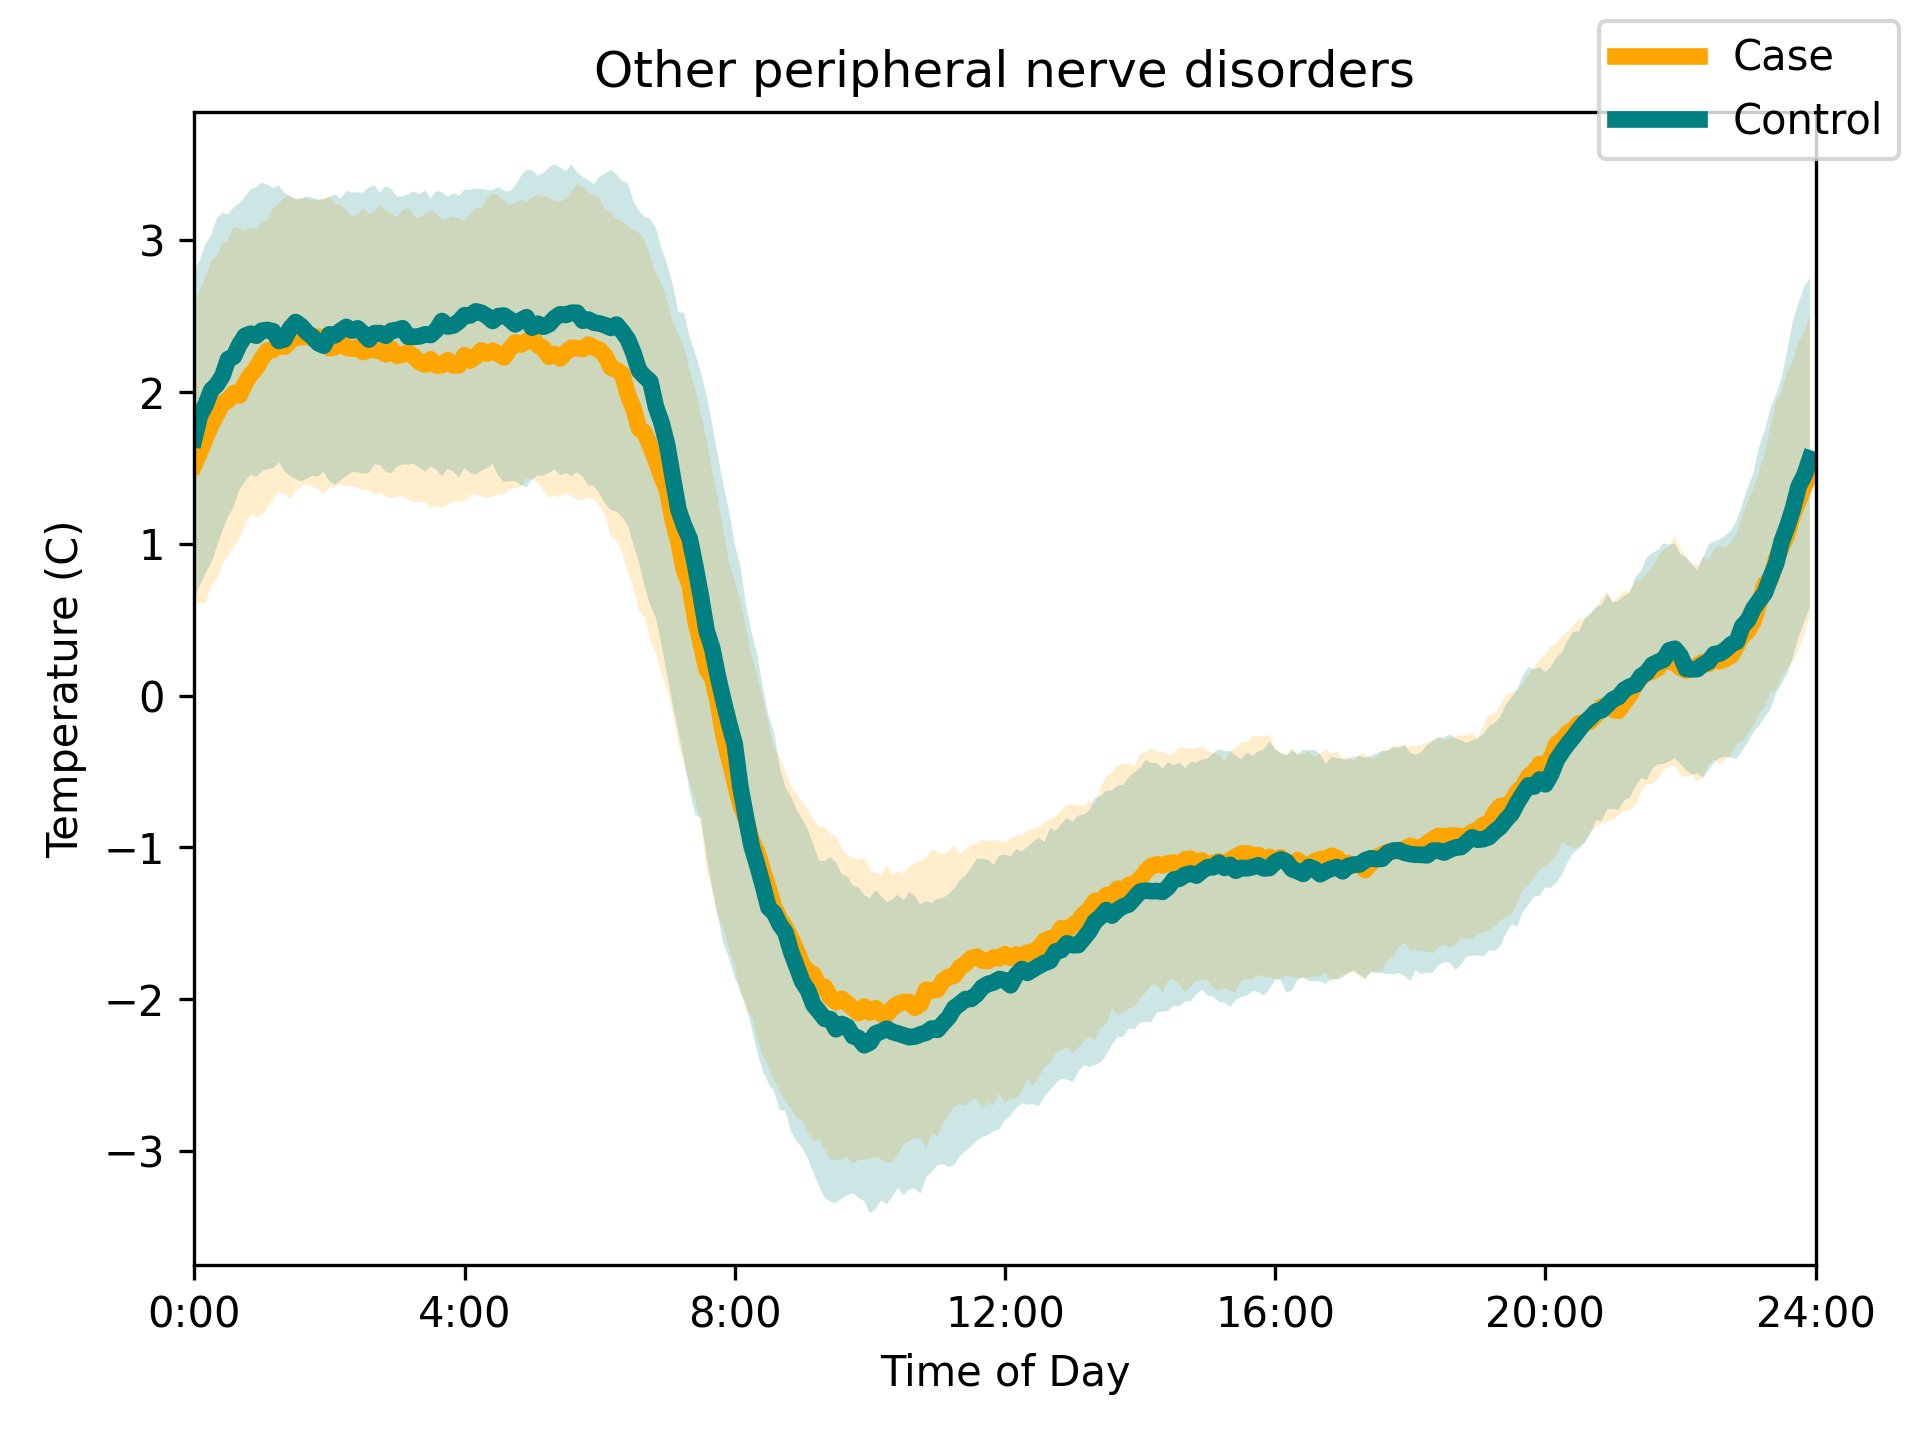 Other peripheral nerve disorders
Case
Control
Temperature (C)
3
2
1
0
−1
−2
−3
0:00 4:00 8:00 12:00 16:00 20:00 24:00
Time of Day